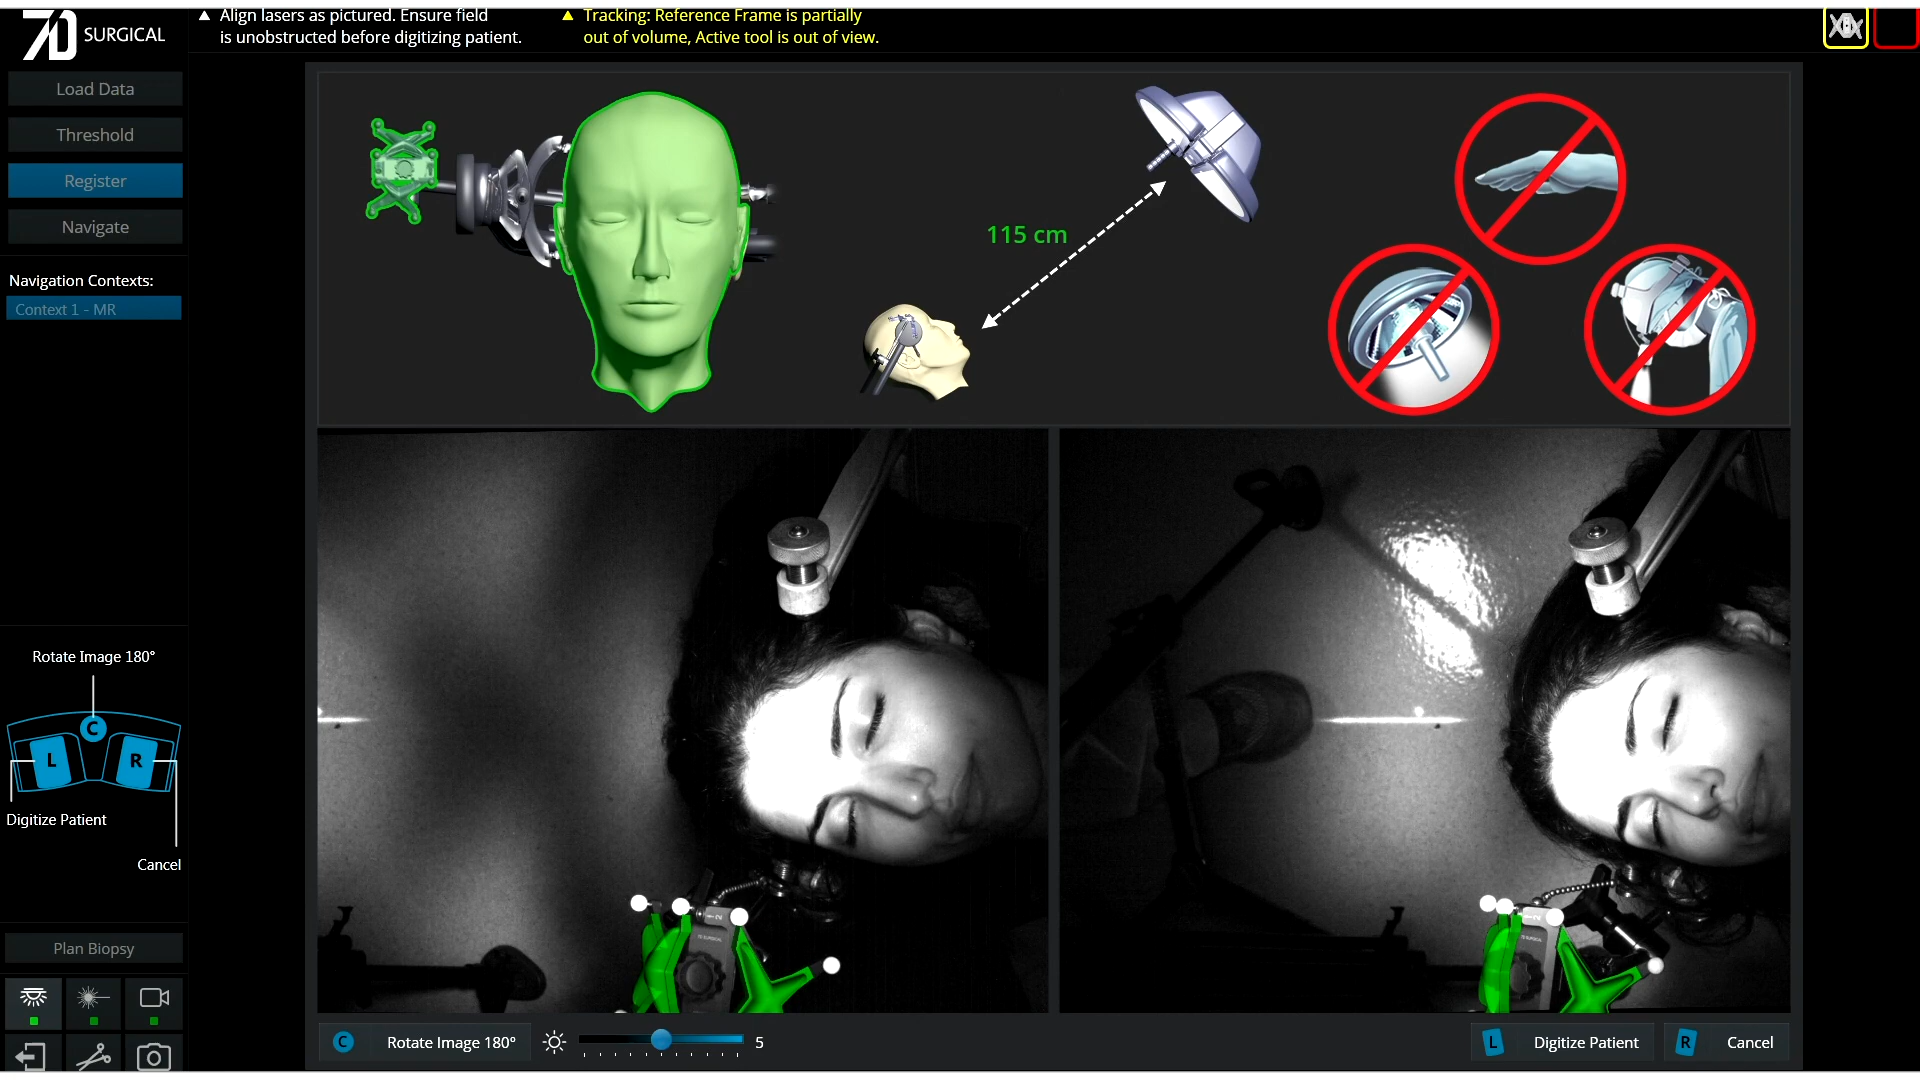 7D SURGICAL
Align lasers as pictured. Ensure field
is unobstructed before digitizing patient.
Tracking: Reference Frame is partially
out of volume, Active tool is out of view.
Load Data
Threshold
Register
Navigate
Navigation Contexts:
Context 1 - MR
115 cm
Rotate Image 180°
C
L
R
Digitize Patient
Cancel
Plan Biopsy
C
Rotate Image 180°
5
L
Digitize Patient
R
Cancel